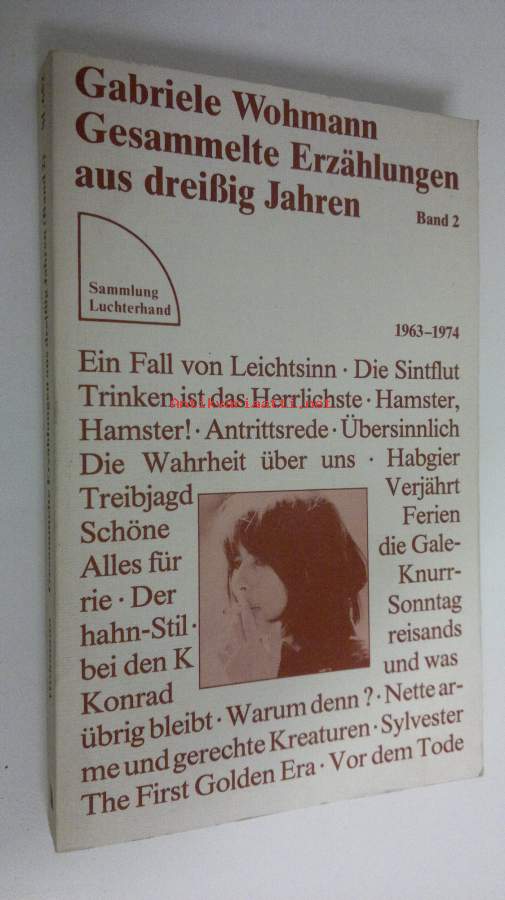 Gabriele Wohmann
Gesammelte Erzählungen
aus dreißig Jahren
Band 2
Sammlung
Luchterhand
1963–1974
Ein Fall von Leichtsinn · Die Sintflut
Trinken ist das Herrlichste · Hamster,
Hamster! · Antrittsrede · Übersinnlich
Die Wahrheit über uns · Habgier
Treibjagd Verjährt
Schöne Ferien
Alles für die Gale-
rie · Der Knurr-
hahn-Stil · Sonntag
bei den K reisands
Konrad und was
übrig bleibt · Warum denn? · Nette ar-
me und gerechte Kreaturen · Sylvester
The First Golden Era · Vor dem Tode